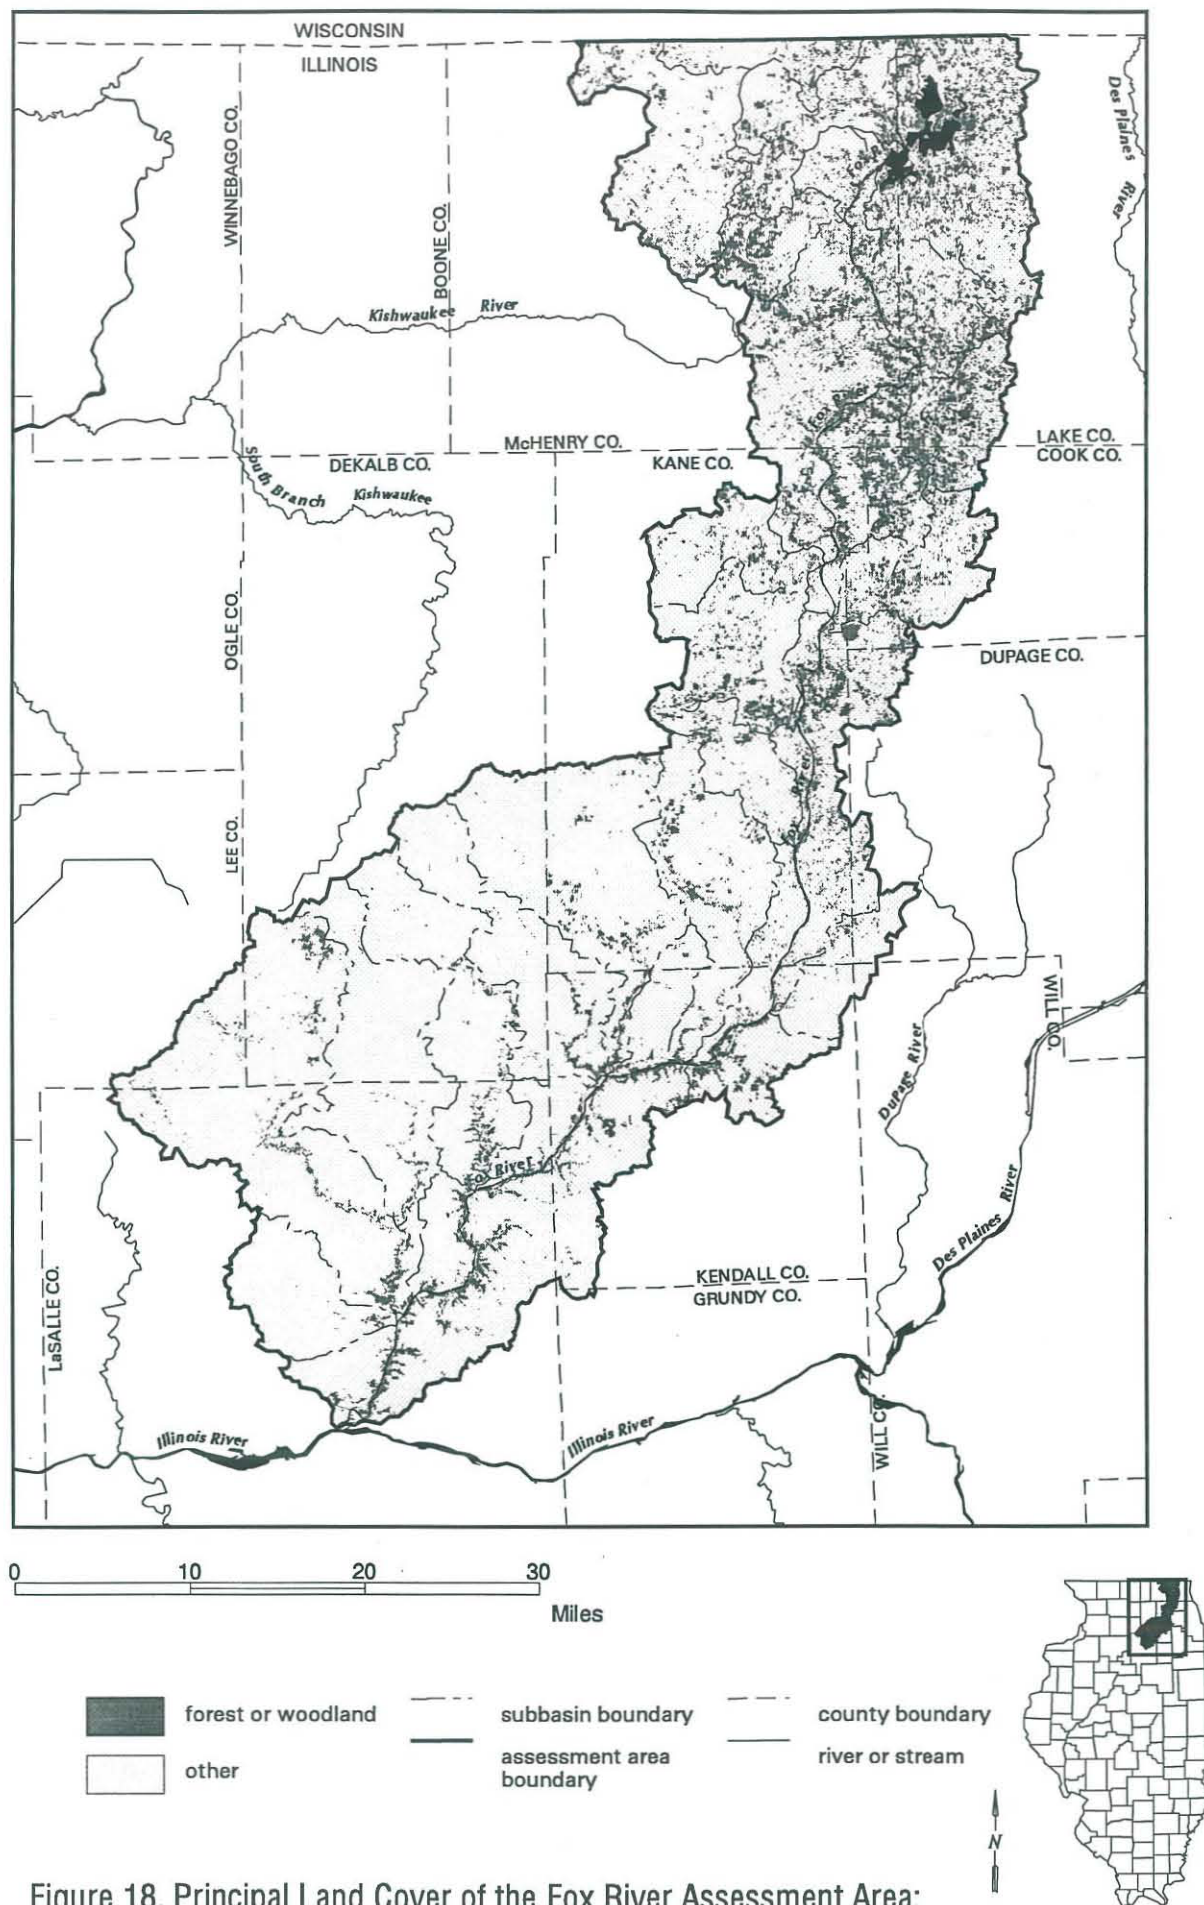 WISCONSIN
ILLINOIS
WINNEBAGO CO.
BOONE CO.
Des Plaines River
Kishwaukee River
Fox River
McHENRY CO.
LAKE CO.
DEKALB CO.
KANE CO.
COOK CO.
South Branch Kishwaukee
OGLE CO.
DUPAGE CO.
Fox River
LEE CO.
WILL CO.
Dupage River
Fox River
Des Plaines River
LaSALLE CO.
KENDALL CO.
GRUNDY CO.
Illinois River
Illinois River
WILL CO.
0 10 20 30
Miles
forest or woodland
subbasin boundary
county boundary
other
assessment area
boundary
river or stream
N
Figure 18. Principal Land Cover of the Fox River Assessment Area: